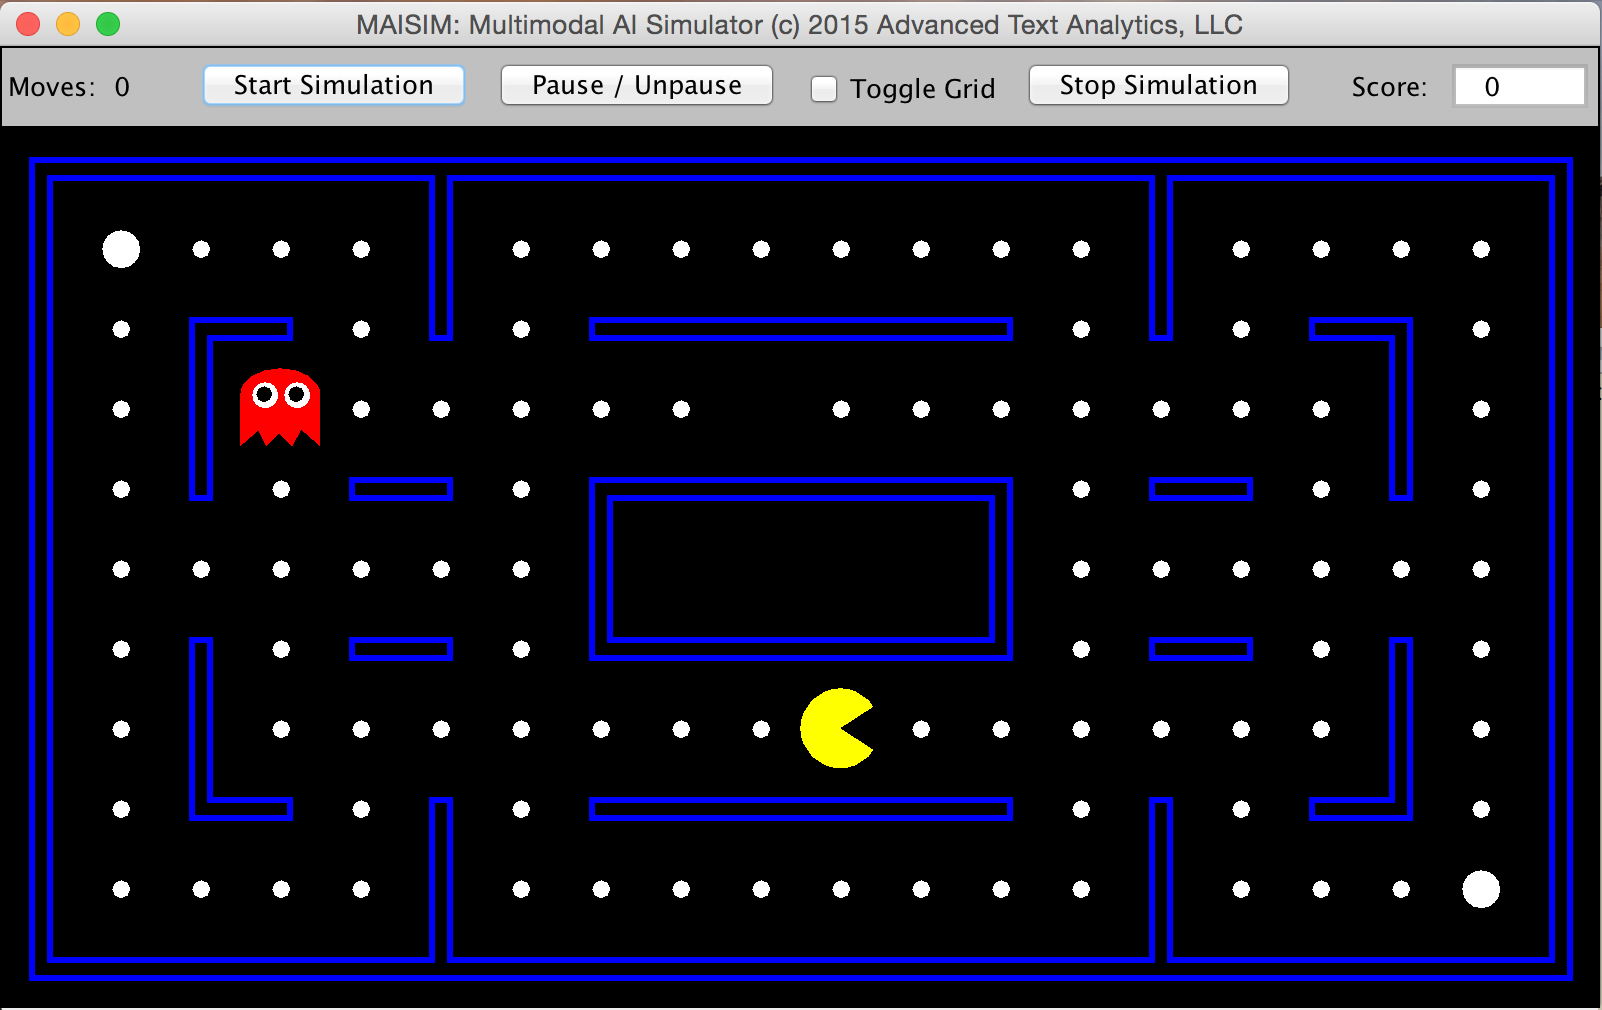 MAISIM: Multimodal AI Simulator (c) 2015 Advanced Text Analytics, LLC
Moves: 0 Start Simulation Pause / Unpause Toggle Grid Stop Simulation Score: 0